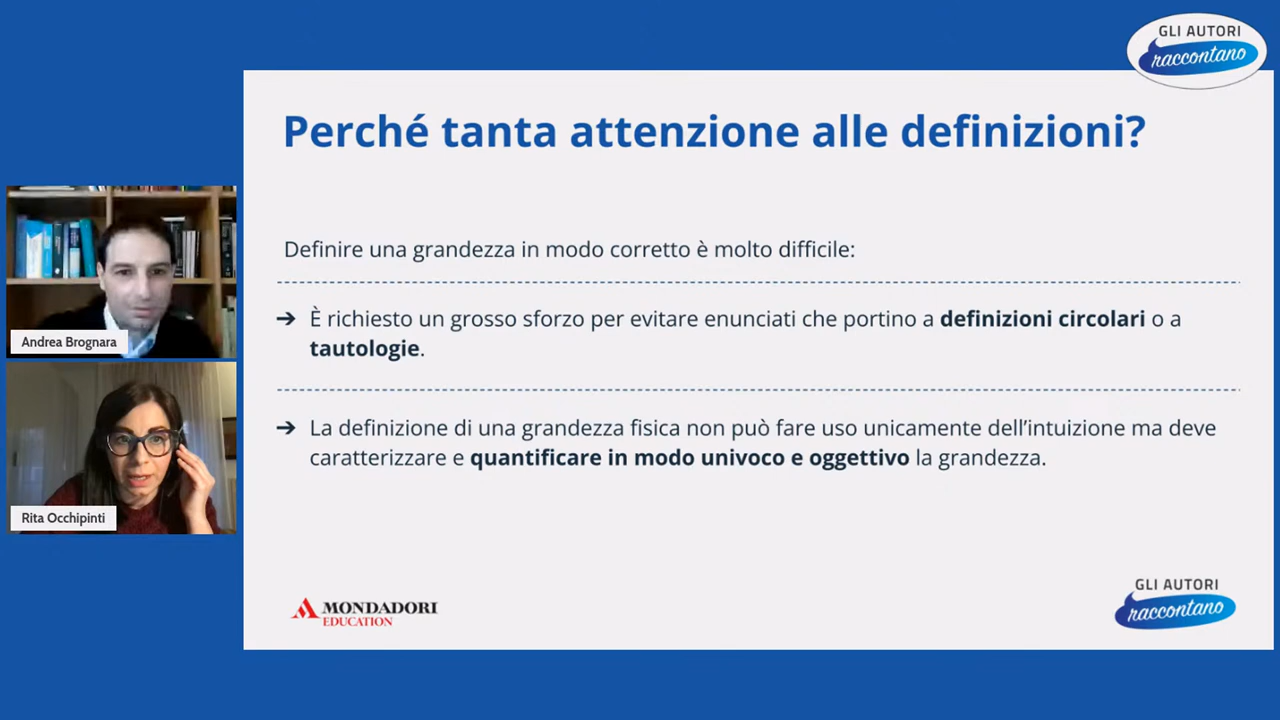 GLI AUTORI
raccontano
Perché tanta attenzione alle definizioni?
Definire una grandezza in modo corretto è molto difficile:
➔ È richiesto un grosso sforzo per evitare enunciati che portino a definizioni circolari o a
tautologie.
➔ La definizione di una grandezza fisica non può fare uso unicamente dell’intuizione ma deve
caratterizzare e quantificare in modo univoco e oggettivo la grandezza.
Andrea Brognara
Rita Occhipinti
MONDADORI
EDUCATION
GLI AUTORI
raccontano